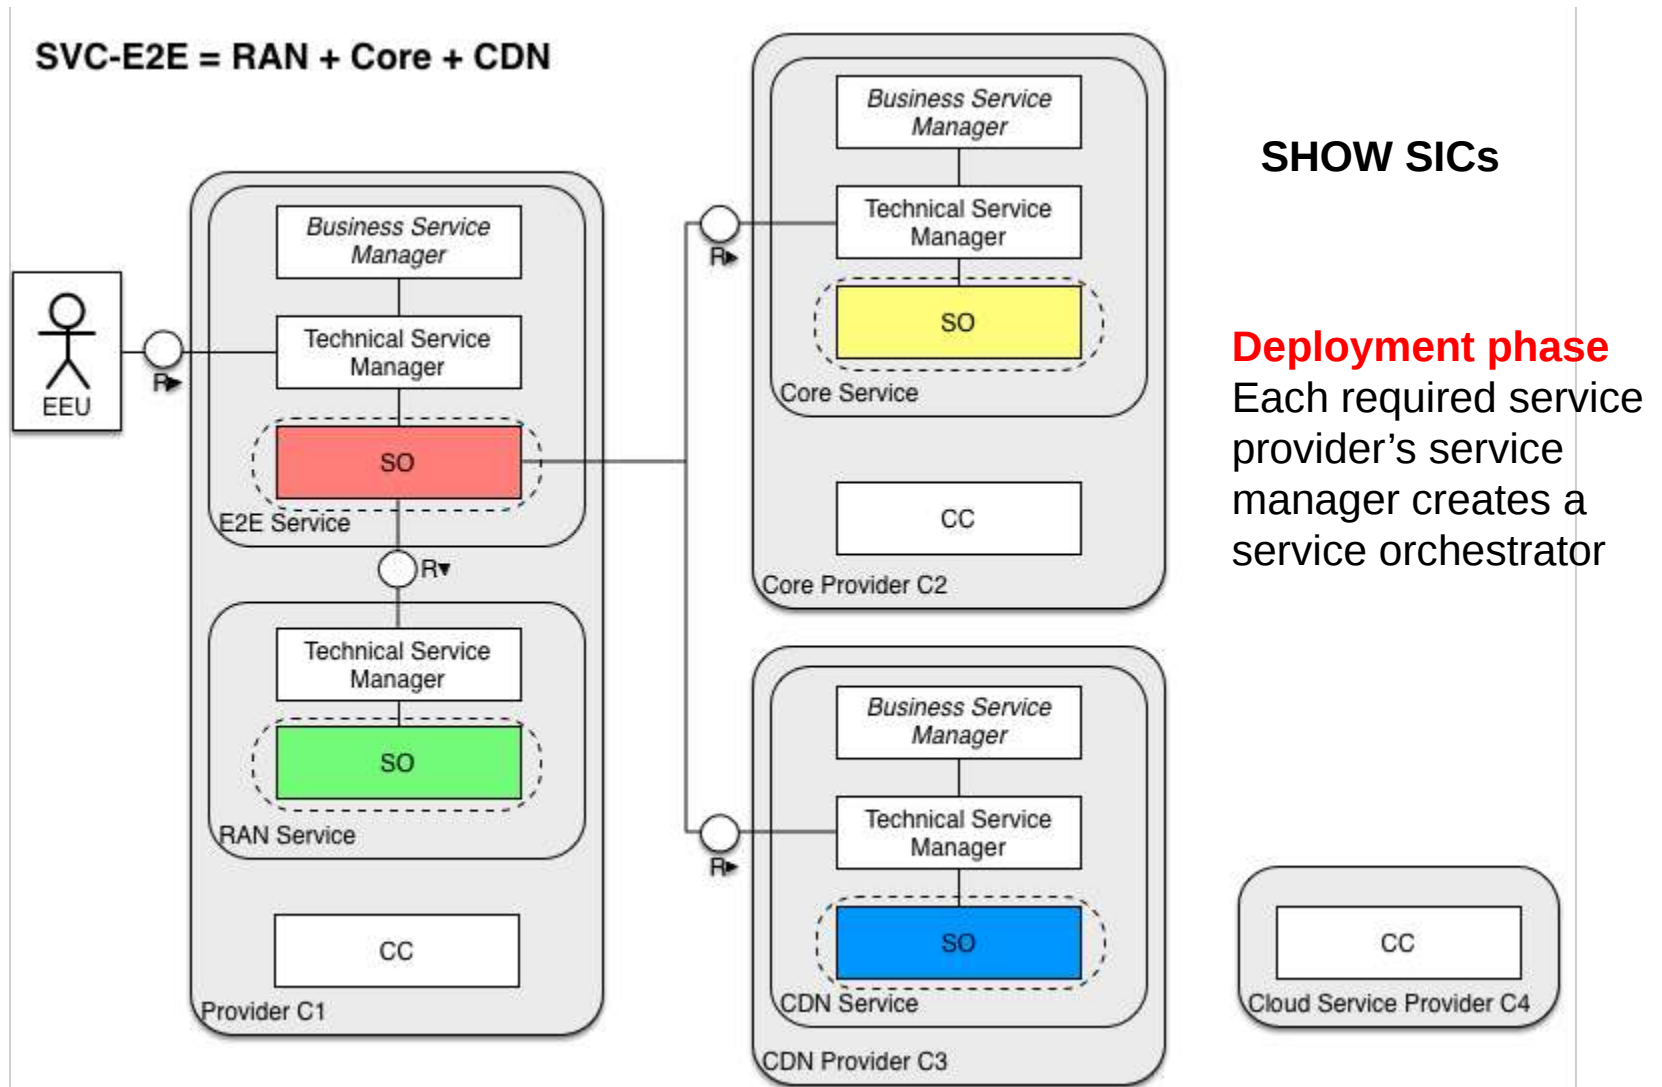 SVC-E2E = RAN + Core + CDN
EEU
R▶
Business Service
Manager
Technical Service
Manager
SO
E2E Service
R▼
Technical Service
Manager
SO
RAN Service
CC
Provider C1
R▶
Business Service
Manager
Technical Service
Manager
SO
Core Service
CC
Core Provider C2
R▶
Business Service
Manager
Technical Service
Manager
SO
CDN Service
CDN Provider C3
SHOW SICs
Deployment phase
Each required service
provider’s service
manager creates a
service orchestrator
CC
Cloud Service Provider C4